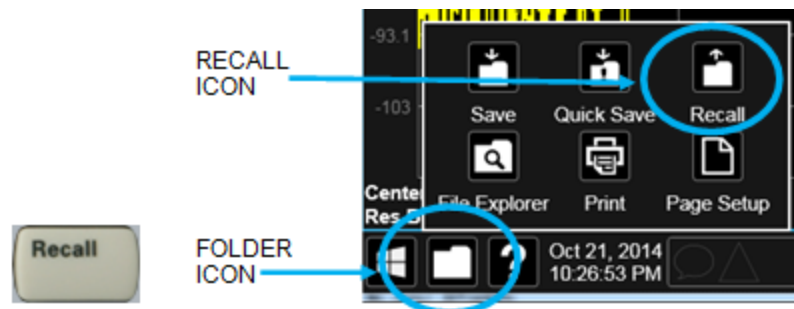 -93.1
RECALL
ICON
-103
Save
Quick Save
Recall
File Explorer
Print
Page Setup
Cente
Res B
Recall
FOLDER
ICON
?
Oct 21, 2014
10:26:53 PM